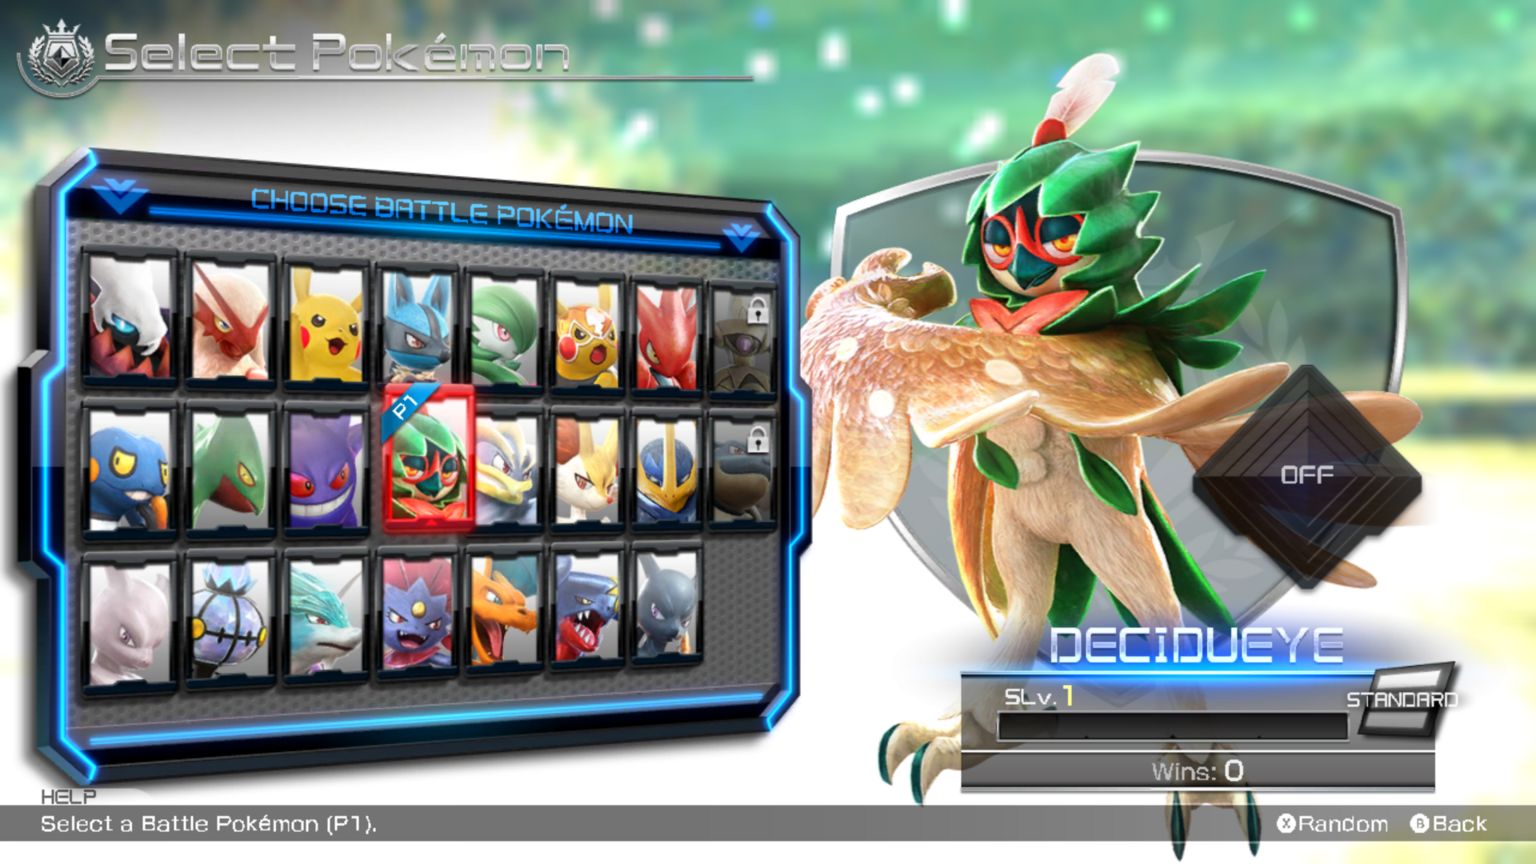 Select Pokémon
CHOOSE BATTLE POKÉMON
P1
OFF
DECIDUEYE
SLv. 1
STANDARD
Wins: 0
HELP
Select a Battle Pokémon (P1).
X Random B Back